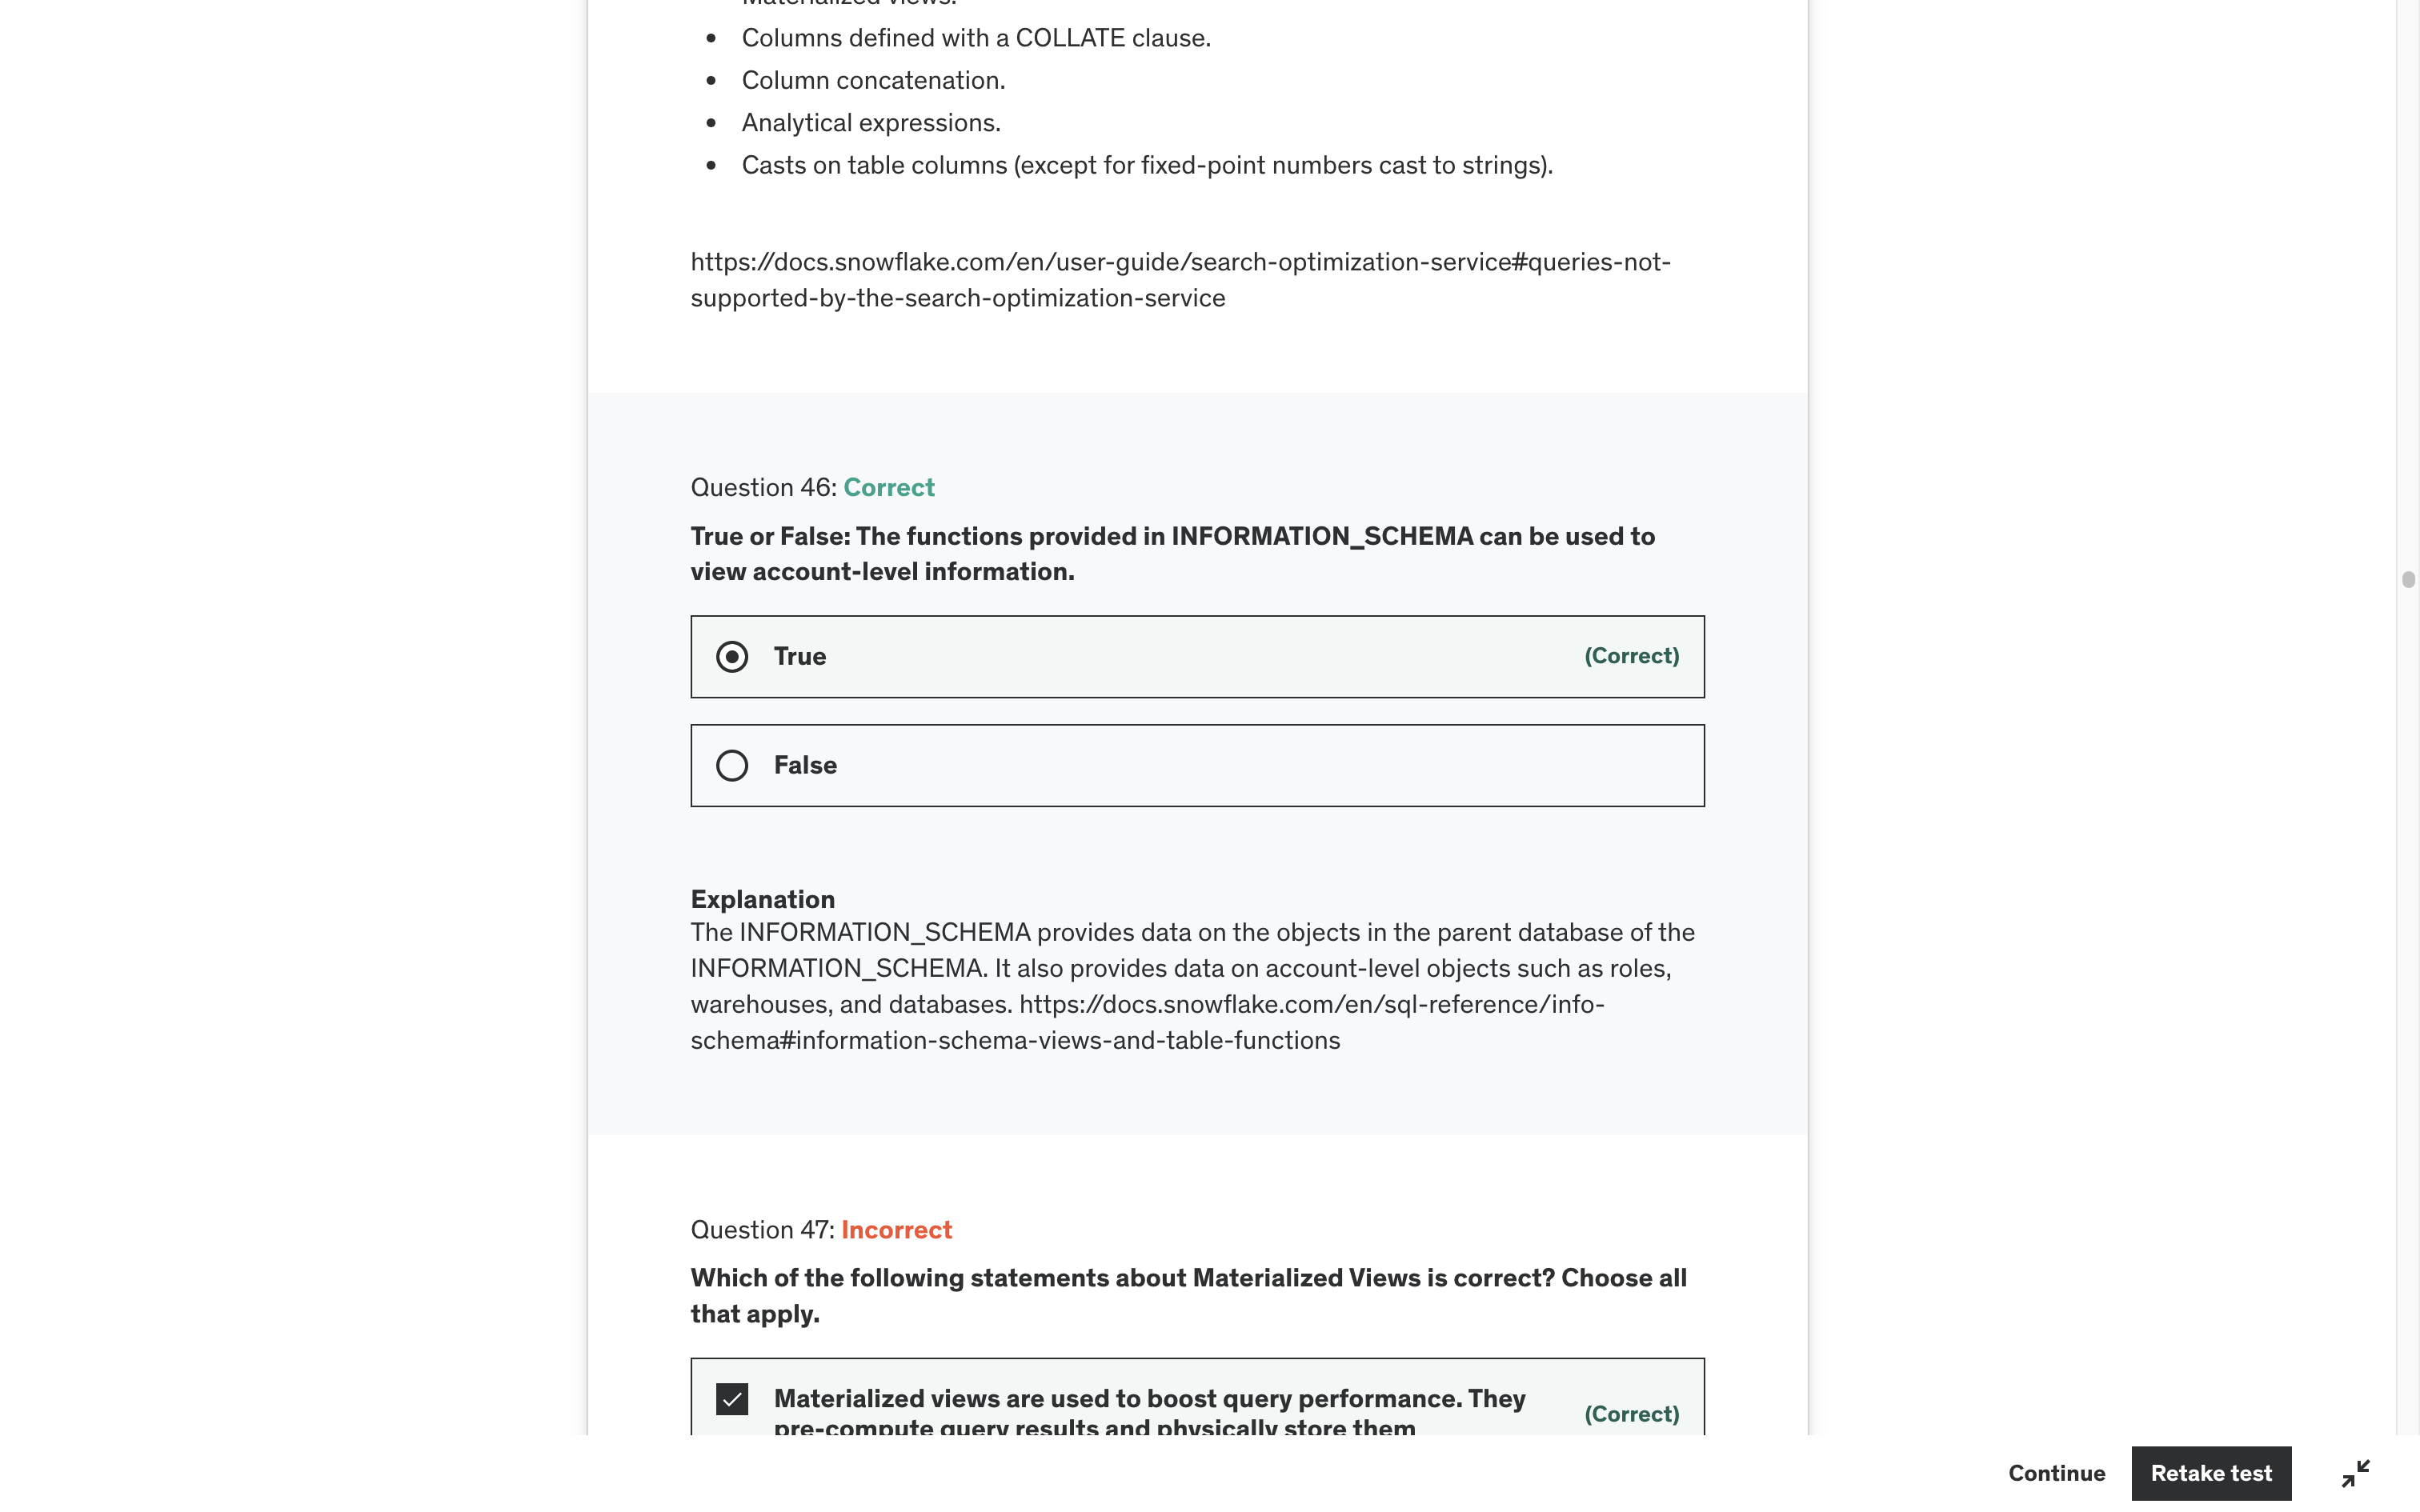 Materialized views.
Columns defined with a COLLATE clause.
Column concatenation.
Analytical expressions.
Casts on table columns (except for fixed-point numbers cast to strings).
https://docs.snowflake.com/en/user-guide/search-optimization-service#queries-not-
supported-by-the-search-optimization-service
Question 46: Correct
True or False: The functions provided in INFORMATION_SCHEMA can be used to
view account-level information.
True (Correct)
False
Explanation
The INFORMATION_SCHEMA provides data on the objects in the parent database of the
INFORMATION_SCHEMA. It also provides data on account-level objects such as roles,
warehouses, and databases. https://docs.snowflake.com/en/sql-reference/info-
schema#information-schema-views-and-table-functions
Question 47: Incorrect
Which of the following statements about Materialized Views is correct? Choose all
that apply.
Materialized views are used to boost query performance. They
pre-compute query results and physically store them
(Correct)
Continue Retake test